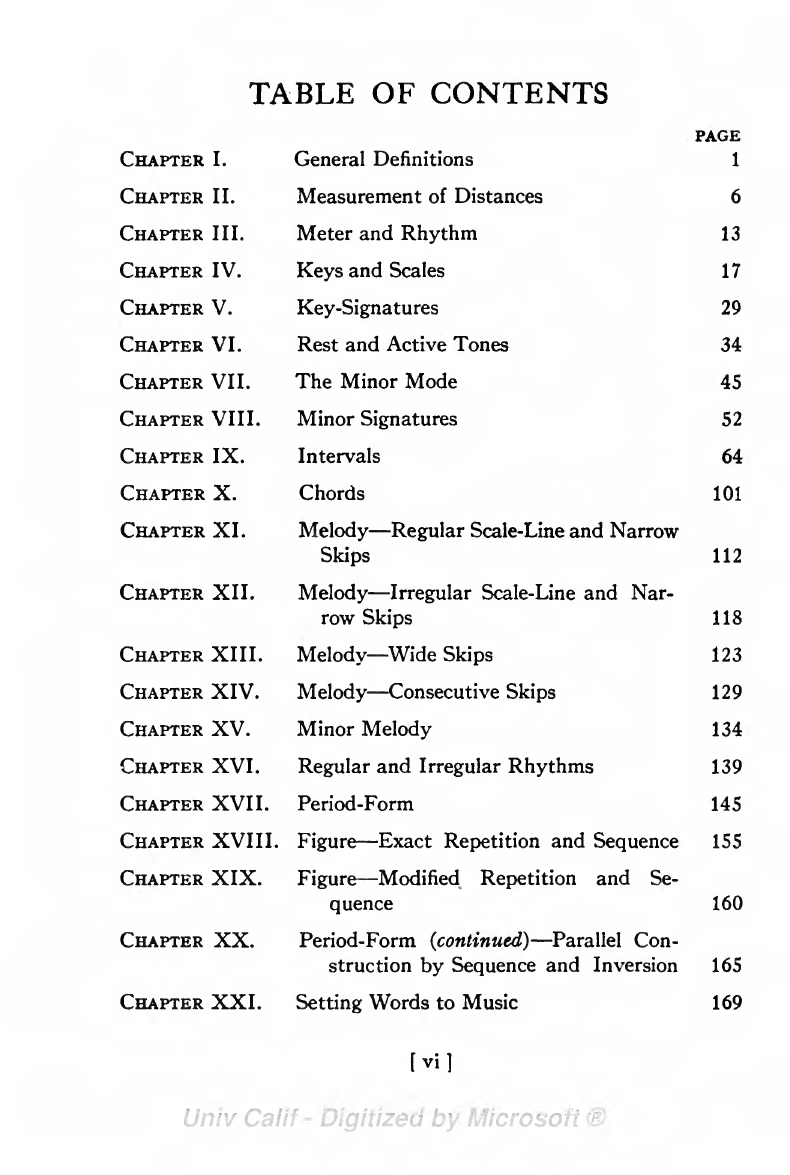 TABLE OF CONTENTS
PAGE
CHAPTER I. General Definitions 1
CHAPTER II. Measurement of Distances 6
CHAPTER III. Meter and Rhythm 13
CHAPTER IV. Keys and Scales 17
CHAPTER V. Key-Signatures 29
CHAPTER VI. Rest and Active Tones 34
CHAPTER VII. The Minor Mode 45
CHAPTER VIII. Minor Signatures 52
CHAPTER IX. Intervals 64
CHAPTER X. Chords 101
CHAPTER XI. Melody—Regular Scale-Line and Narrow
Skips 112
CHAPTER XII. Melody—Irregular Scale-Line and Nar-
row Skips 118
CHAPTER XIII. Melody—Wide Skips 123
CHAPTER XIV. Melody—Consecutive Skips 129
CHAPTER XV. Minor Melody 134
CHAPTER XVI. Regular and Irregular Rhythms 139
CHAPTER XVII. Period-Form 145
CHAPTER XVIII. Figure—Exact Repetition and Sequence 155
CHAPTER XIX. Figure—Modified Repetition and Se-
quence 160
CHAPTER XX. Period-Form (continued)—Parallel Con-
struction by Sequence and Inversion 165
CHAPTER XXI. Setting Words to Music 169
[ vi ]
Univ Calif - Digitized by Microsoft ®